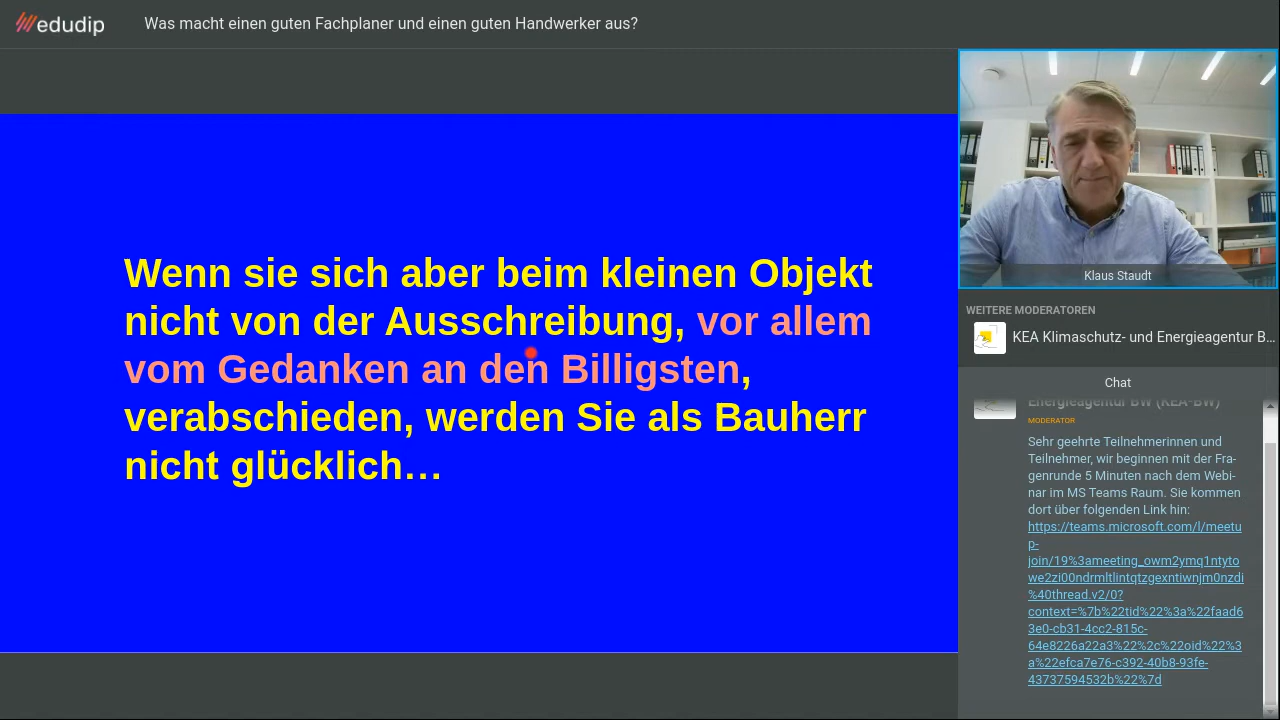 edudip
Was macht einen guten Fachplaner und einen guten Handwerker aus?
Wenn sie sich aber beim kleinen Objekt
nicht von der Ausschreibung, vor allem
vom Gedanken an den Billigsten,
verabschieden, werden Sie als Bauherr
nicht glücklich…
Klaus Staudt
WEITERE MODERATOREN
KEA Klimaschutz- und Energieagentur B…
Chat
Energieagentur BW (KEA-BW)
MODERATOR
Sehr geehrte Teilnehmerinnen und
Teilnehmer, wir beginnen mit der Fra-
genrunde 5 Minuten nach dem Webi-
nar im MS Teams Raum. Sie kommen
dort über folgenden Link hin:
https://teams.microsoft.com/l/meetu
p-
join/19%3ameeting_owm2ymq1ntyto
we2zi00ndrmltlintqtzgexntiwnjm0nzdi
%40thread.v2/0?
context=%7b%22tid%22%3a%22faad6
3e0-cb31-4cc2-815c-
64e8226a22a3%22%2c%22oid%22%3
a%22efca7e76-c392-40b8-93fe-
43737594532b%22%7d